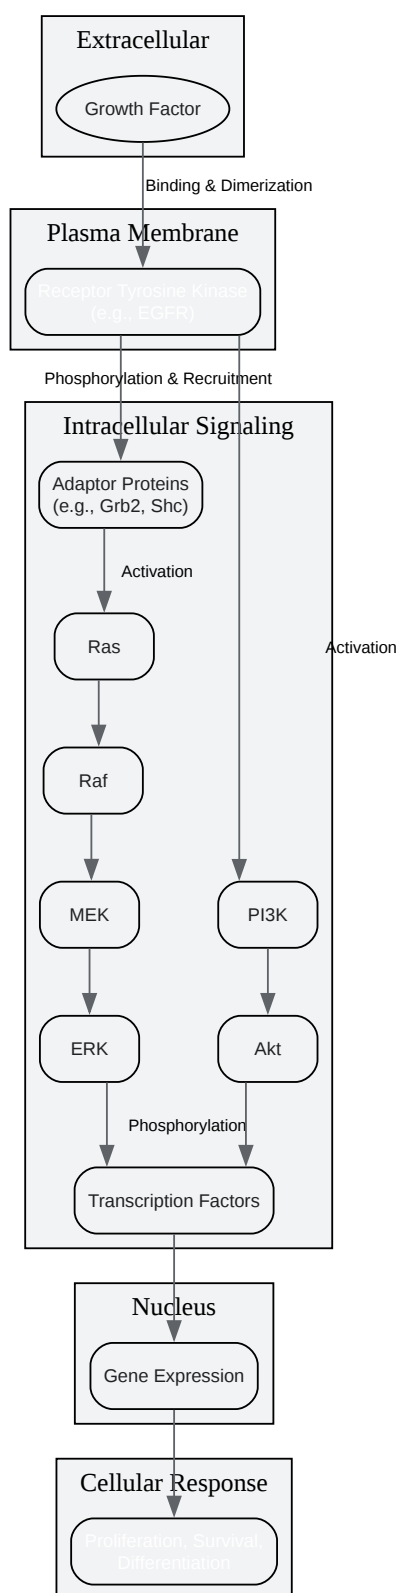 Extracellular
Growth Factor
Binding & Dimerization
Plasma Membrane
Receptor Tyrosine Kinase
(e.g., EGFR)
Phosphorylation & Recruitment
Intracellular Signaling
Adaptor Proteins
(e.g., Grb2, Shc)
Activation
Ras
Activation
Raf
MEK
PI3K
ERK
Akt
Phosphorylation
Transcription Factors
Nucleus
Gene Expression
Cellular Response
Proliferation, Survival,
Differentiation